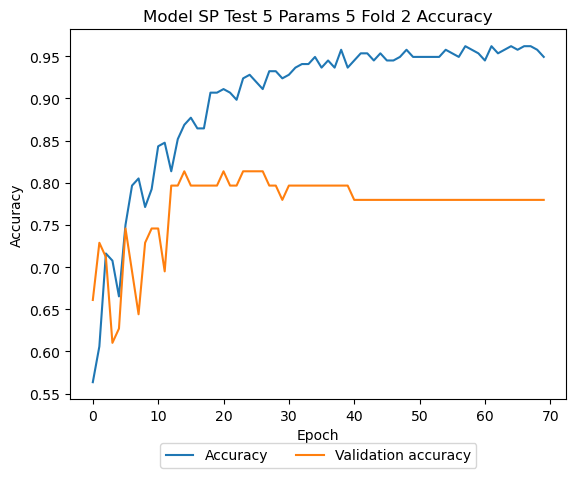 Model SP Test 5 Params 5 Fold 2 Accuracy
Accuracy
0.95
0.90
0.85
0.80
0.75
0.70
0.65
0.60
0.55
0 10 20 30 40 50 60 70
Epoch
Accuracy Validation accuracy